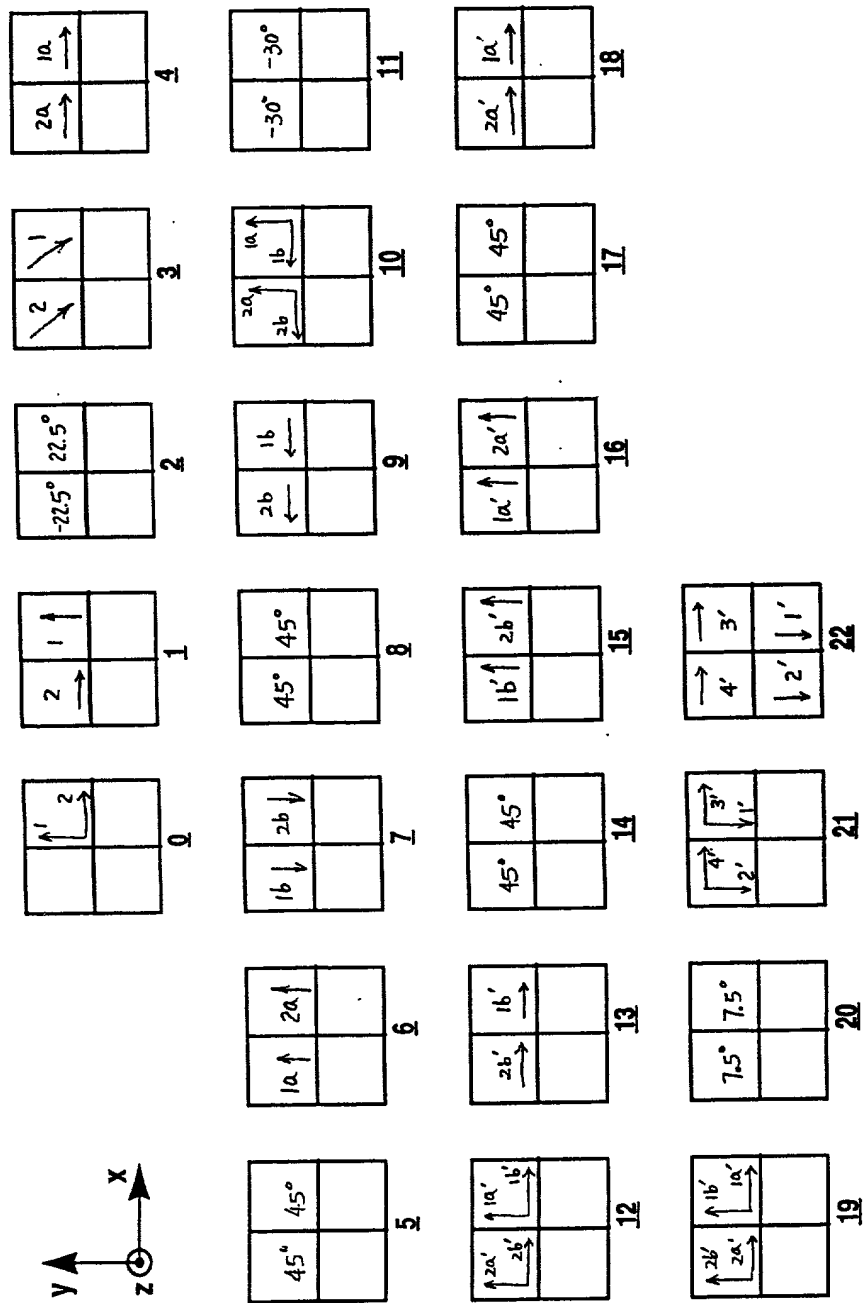 y
z x
1
2
0
2 1
1
-22.5° 22.5°
2
2 1
3
2a 1a
4
45° 45°
5
1a 2a
6
1b 2b
7
45° 45°
8
2b 1b
9
2a 1a
2b 1b
10
-30° -30°
11
2a' 1a'
2b' 1b'
12
2b' 1b'
13
45° 45°
14
1b' 2b'
15
1a' 2a'
16
45° 45°
17
2a' 1a'
18
2b' 1b'
2a' 1a'
19
7.5° 7.5°
20
4' 3'
2' 1'
21
4' 3'
2' 1'
22